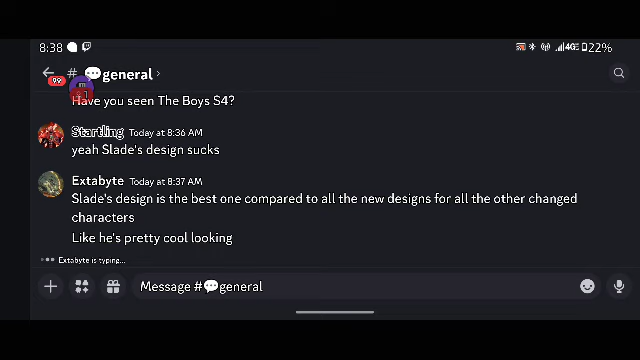 8:38
4G 22%
# 💬general ›
99
Have you seen The Boys S4?
Startling Today at 8:36 AM
yeah Slade's design sucks
Extabyte Today at 8:37 AM
Slade's design is the best one compared to all the new designs for all the other changed
characters
Like he's pretty cool looking
Extabyte is typing...
Message #💬general